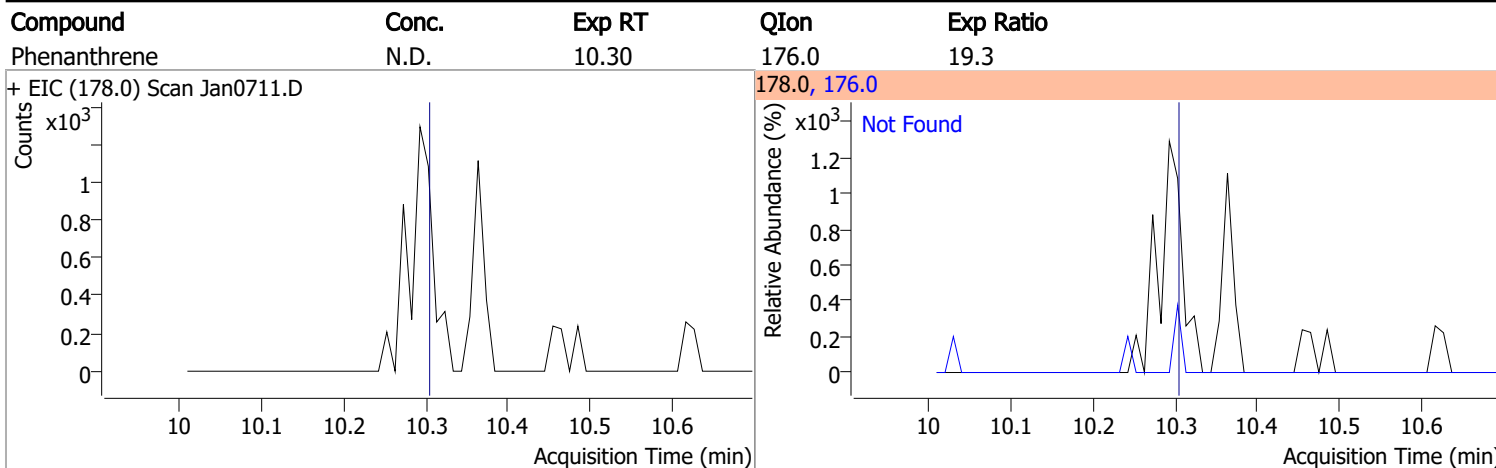 Compound Conc. Exp RT QIon Exp Ratio
Phenanthrene N.D. 10.30 176.0 19.3
+ EIC (178.0) Scan Jan0711.D
Counts
x10³
1
0.8
0.6
0.4
0.2
0
10 10.1 10.2 10.3 10.4 10.5 10.6
Acquisition Time (min)
178.0, 176.0
Relative Abundance (%)
x10³
Not Found
1.2
1
0.8
0.6
0.4
0.2
0
10 10.1 10.2 10.3 10.4 10.5 10.6
Acquisition Time (min)